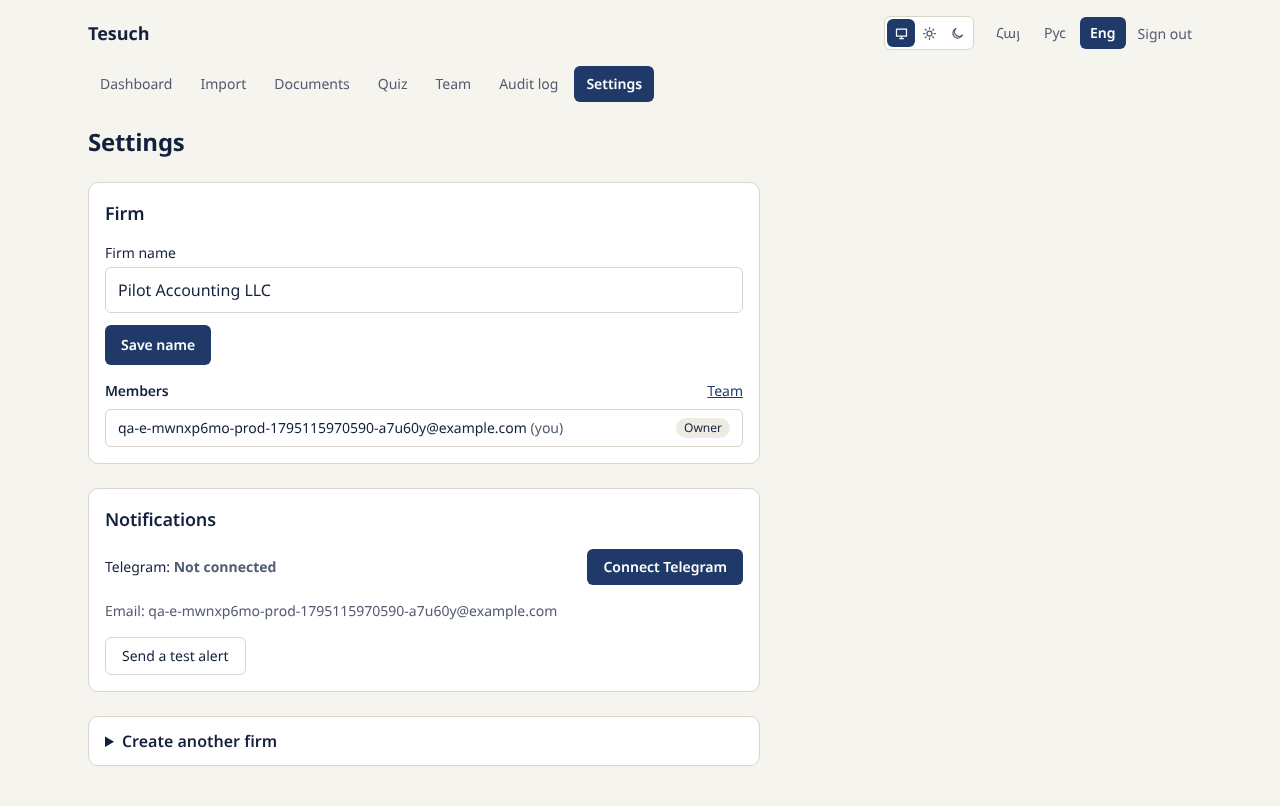 Tesuch
Հայ Рус Eng Sign out
Dashboard Import Documents Quiz Team Audit log Settings
Settings
Firm
Firm name
Pilot Accounting LLC
Save name
Members Team
qa-e-mwnxp6mo-prod-1795115970590-a7u60y@example.com (you) Owner
Notifications
Telegram: Not connected Connect Telegram
Email: qa-e-mwnxp6mo-prod-1795115970590-a7u60y@example.com
Send a test alert
Create another firm